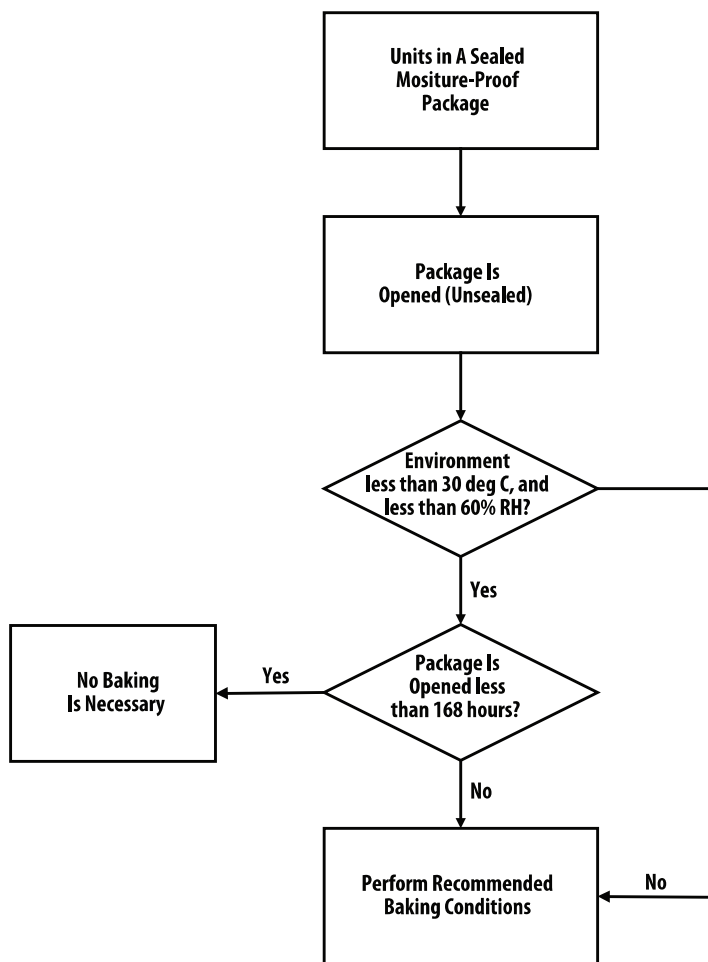 Units in A Sealed
Mositure-Proof
Package
Package Is
Opened (Unsealed)
Environment
less than 30 deg C, and
less than 60% RH?
Yes
No Baking
Is Necessary
Yes
Package Is
Opened less
than 168 hours?
No
Perform Recommended
Baking Conditions
No